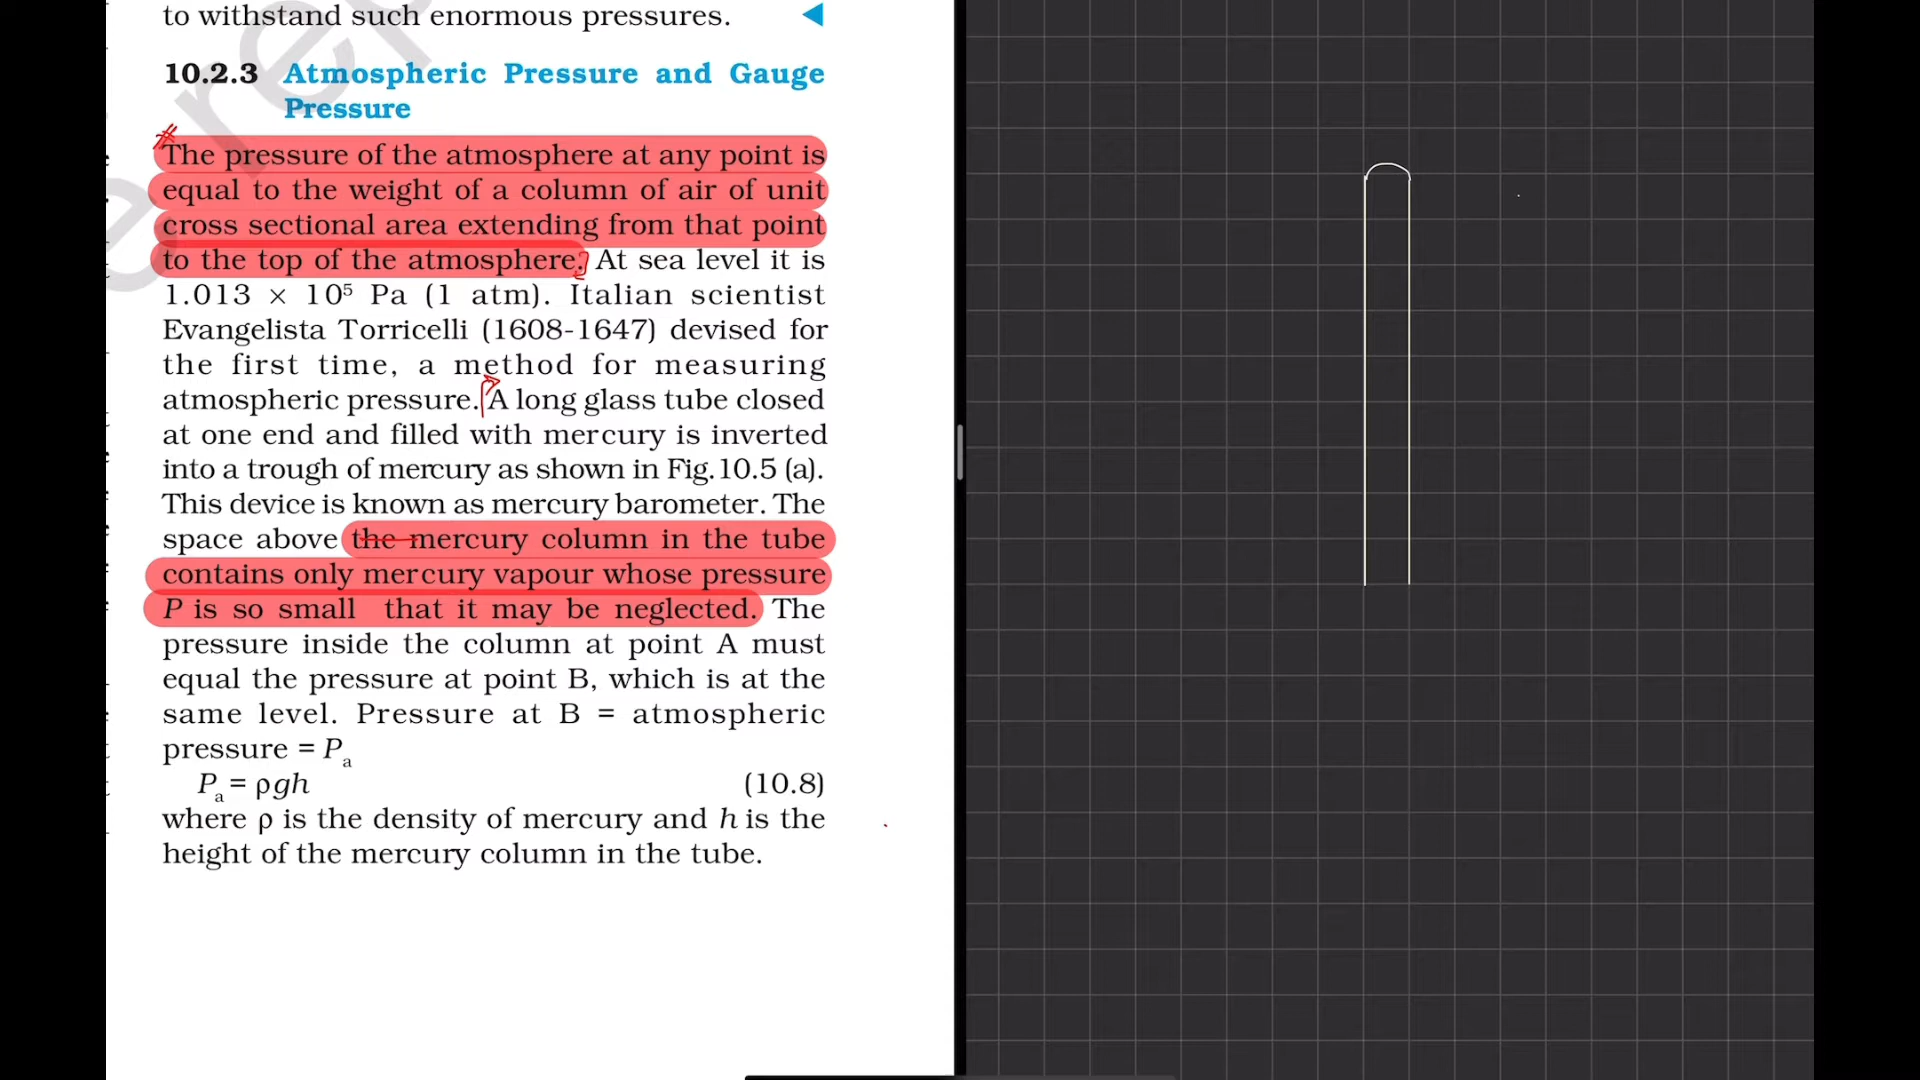 to withstand such enormous pressures.
10.2.3 Atmospheric Pressure and Gauge
Pressure
The pressure of the atmosphere at any point is
equal to the weight of a column of air of unit
cross sectional area extending from that point
to the top of the atmosphere. At sea level it is
1.013 × 10⁵ Pa (1 atm). Italian scientist
Evangelista Torricelli (1608-1647) devised for
the first time, a method for measuring
atmospheric pressure. A long glass tube closed
at one end and filled with mercury is inverted
into a trough of mercury as shown in Fig.10.5 (a).
This device is known as mercury barometer. The
space above the mercury column in the tube
contains only mercury vapour whose pressure
P is so small that it may be neglected. The
pressure inside the column at point A must
equal the pressure at point B, which is at the
same level. Pressure at B = atmospheric
pressure = Pₐ
Pₐ = ρgh (10.8)
where ρ is the density of mercury and h is the
height of the mercury column in the tube.